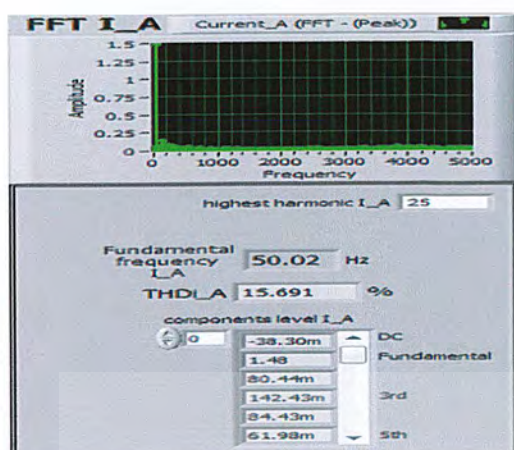 FFT I_A Current_A (FFT - (Peak))
1.5
1
0.75
0.5
0.25
0
Amplitude
0 1000 2000 3000 4000 5000
Frequency
highest harmonic I_A 25
Fundamental frequency I_A 50.02 Hz
THDi_A 15.691 %
components level I_A
0 -38.30m DC
1.48 Fundamental
80.44m
142.43m 3rd
84.43m
61.98m 5th